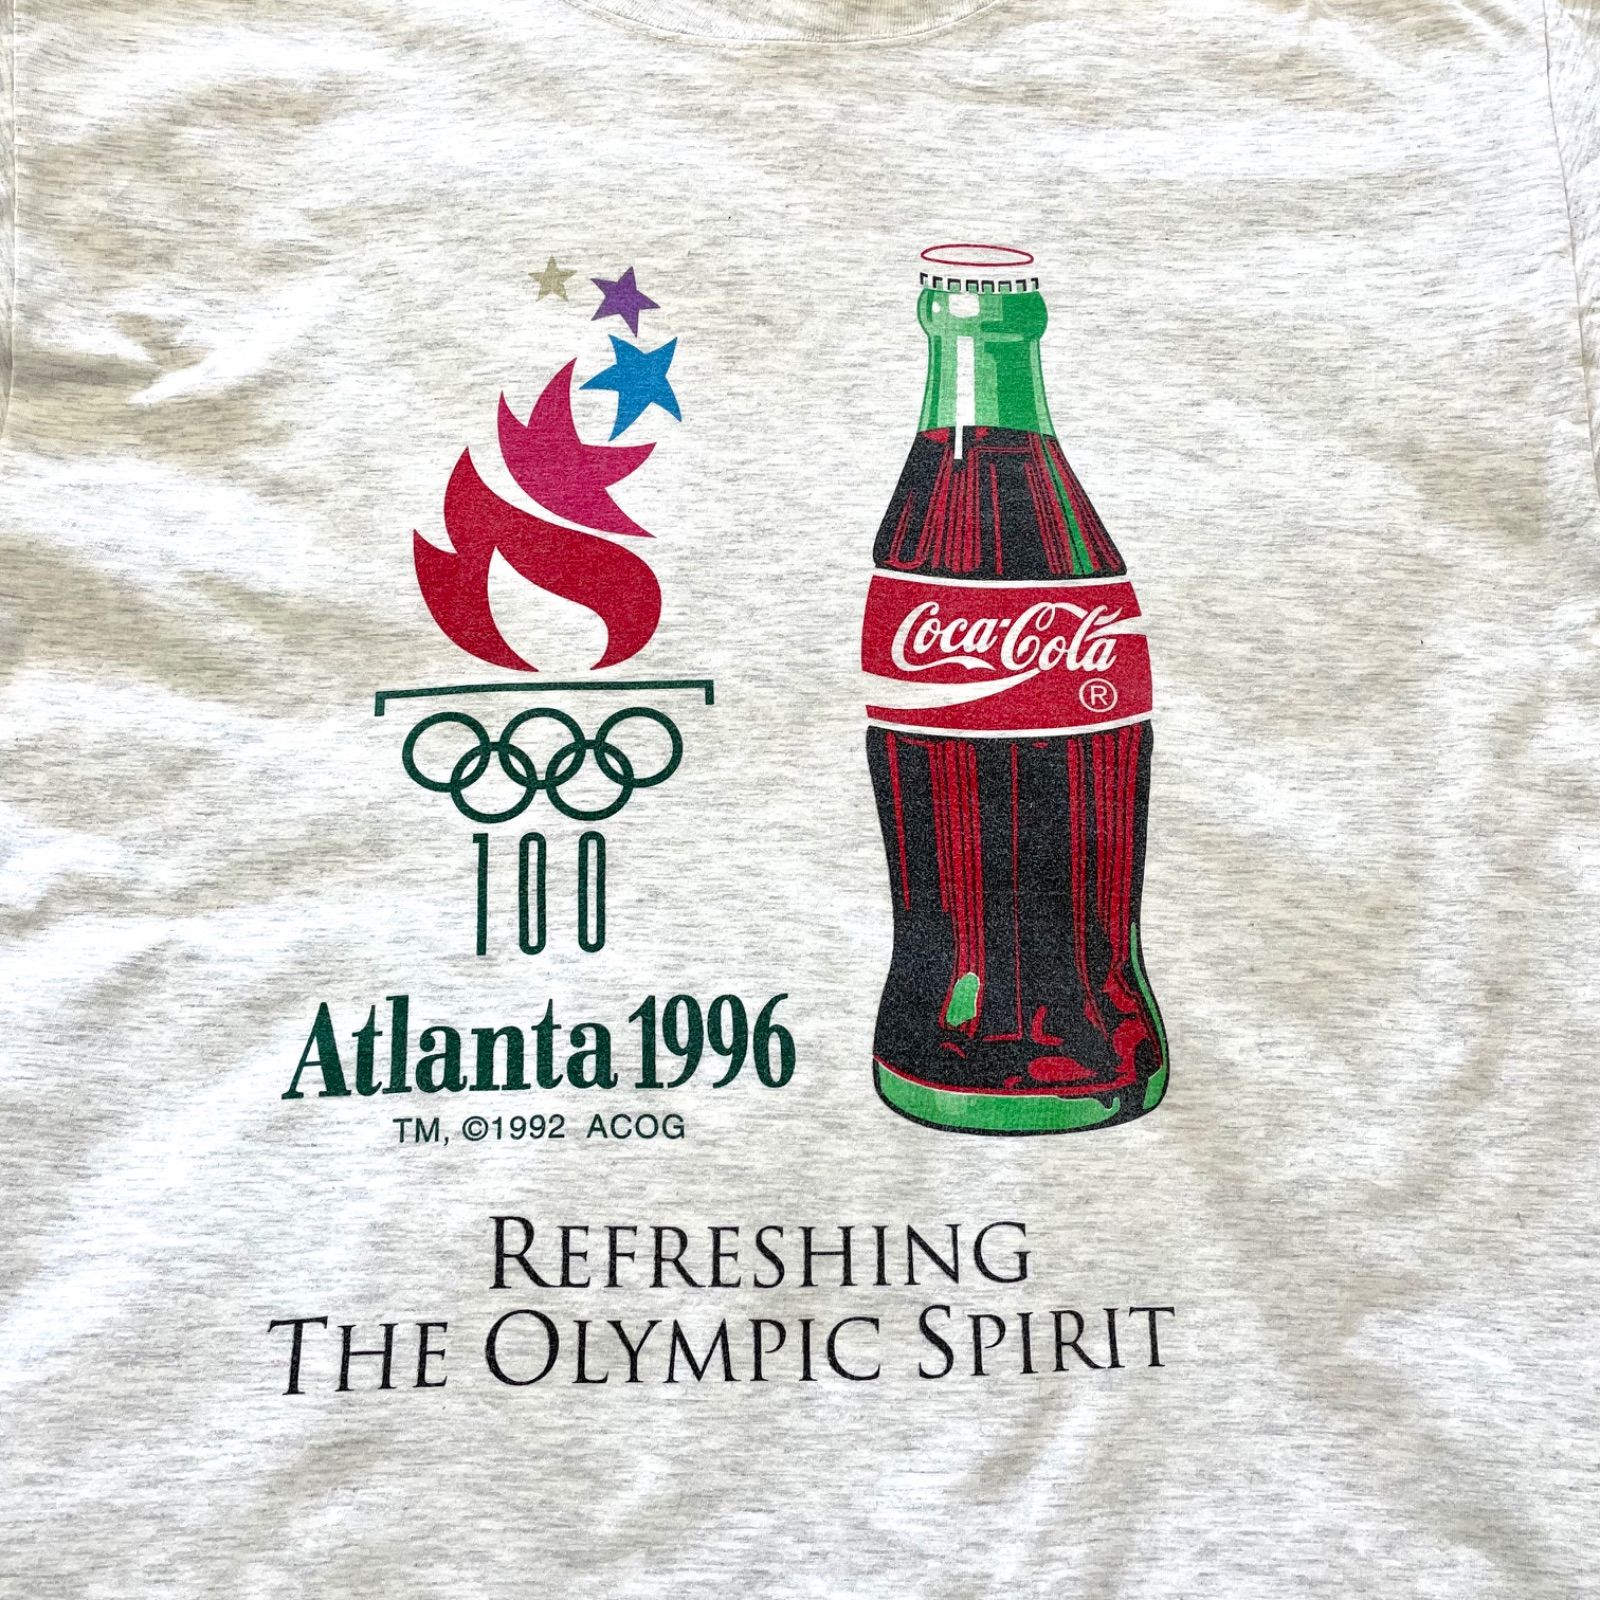 100
Atlanta 1996
TM, ©1992 ACOG
Coca-Cola
®
REFRESHING
THE OLYMPIC SPIRIT